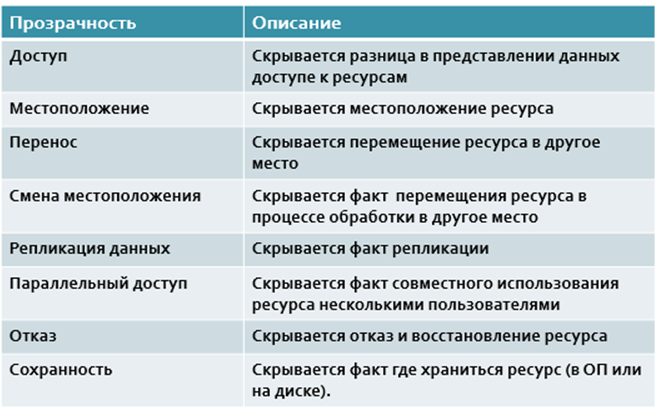 Прозрачность Описание
Доступ Скрывается разница в представлении данных
доступе к ресурсам
Местоположение Скрывается местоположение ресурса
Перенос Скрывается перемещение ресурса в другое
место
Смена местоположения Скрывается факт перемещения ресурса в
процессе обработки в другое место
Репликация данных Скрывается факт репликации
Параллельный доступ Скрывается факт совместного использования
ресурса несколькими пользователями
Отказ Скрывается отказ и восстановление ресурса
Сохранность Скрывается факт где храниться ресурс (в ОП или
на диске).